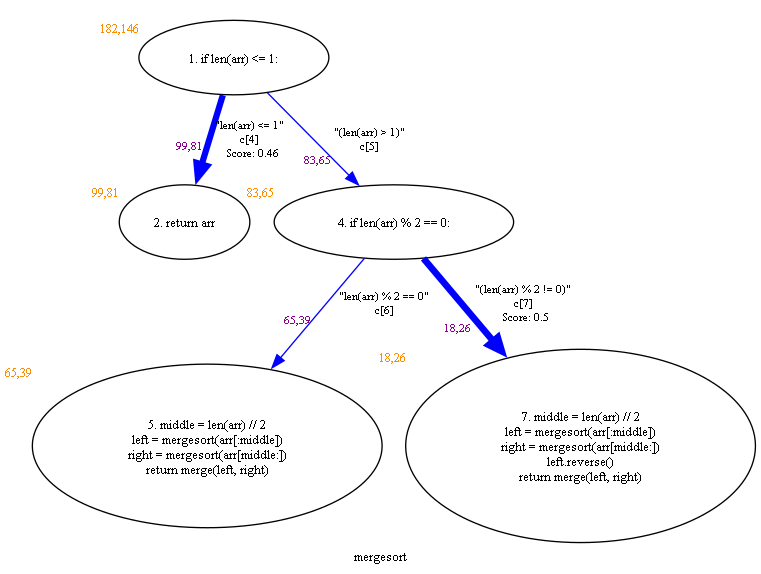 182,146
1. if len(arr) <= 1:
"len(arr) <= 1"
c[4]
Score: 0.46
"(len(arr) > 1)"
c[5]
99,81
83,65
99,81
2. return arr
83,65
4. if len(arr) % 2 == 0:
"len(arr) % 2 == 0"
c[6]
"(len(arr) % 2 != 0)"
c[7]
Score: 0.5
65,39
18,26
65,39
5. middle = len(arr) // 2
left = mergesort(arr[:middle])
right = mergesort(arr[middle:])
return merge(left, right)
18,26
7. middle = len(arr) // 2
left = mergesort(arr[:middle])
right = mergesort(arr[middle:])
left.reverse()
return merge(left, right)
mergesort